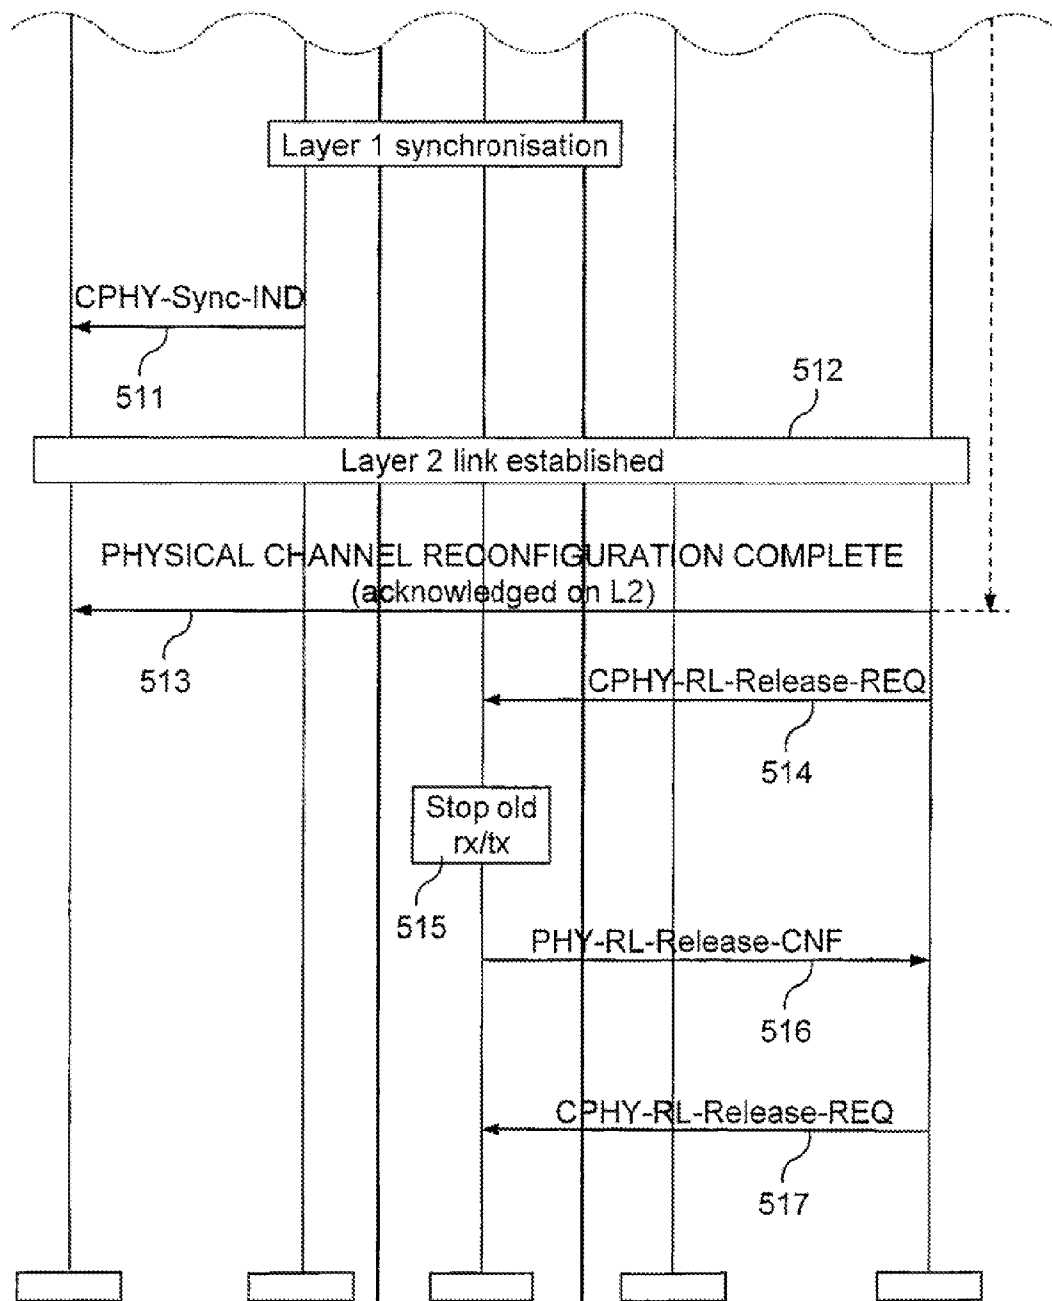 Layer 1 synchronisation
CPHY-Sync-IND
511
512
Layer 2 link established
PHYSICAL CHANNEL RECONFIGURATION COMPLETE
(acknowledged on L2)
513
CPHY-RL-Release-REQ
514
Stop old
rx/tx
515
PHY-RL-Release-CNF
516
CPHY-RL-Release-REQ
517